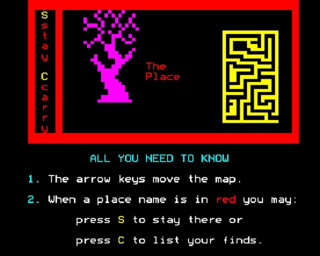 S stay
C carry
The
Place
ALL YOU NEED TO KNOW
1. The arrow keys move the map.
2. When a place name is in red you may:
press S to stay there or
press C to list your finds.